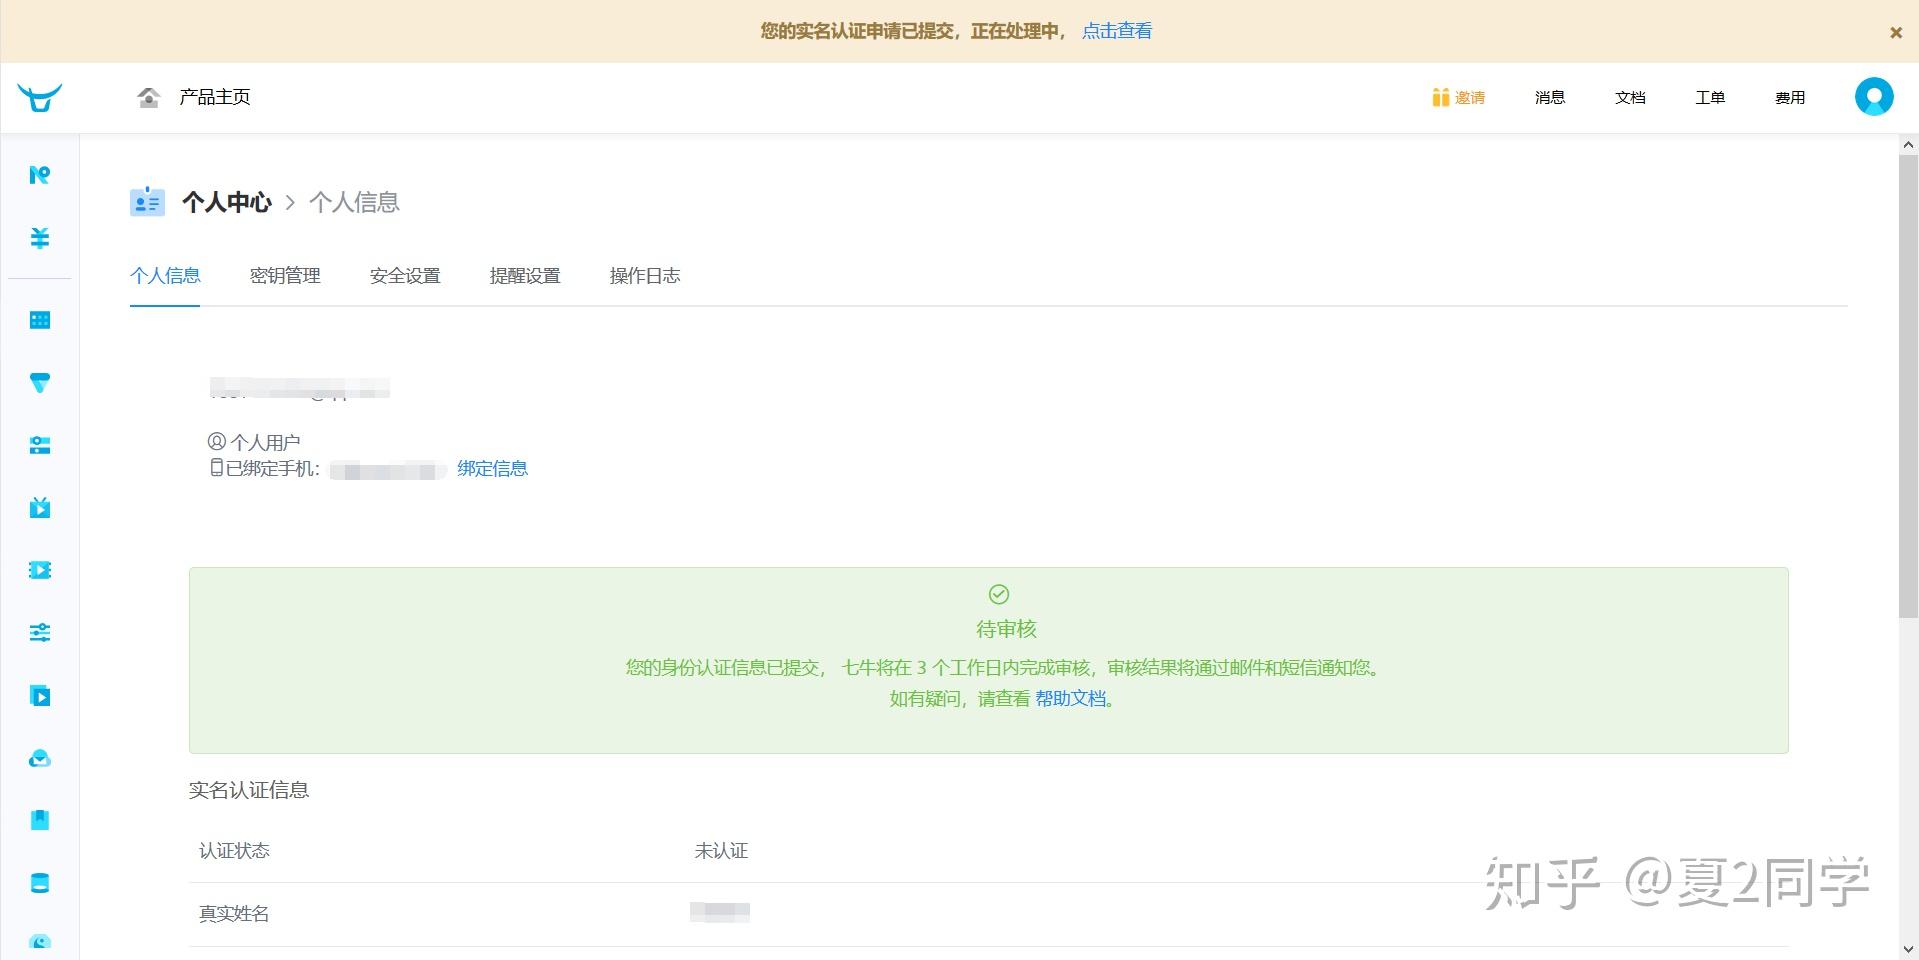 您的实名认证申请已提交，正在处理中， 点击查看
产品主页
邀请 消息 文档 工单 费用
个人中心 > 个人信息
个人信息 密钥管理 安全设置 提醒设置 操作日志
个人用户
已绑定手机： 绑定信息
待审核
您的身份认证信息已提交， 七牛将在 3 个工作日内完成审核，审核结果将通过邮件和短信通知您。
如有疑问，请查看 帮助文档。
实名认证信息
认证状态 未认证
真实姓名
知乎 @夏2同学